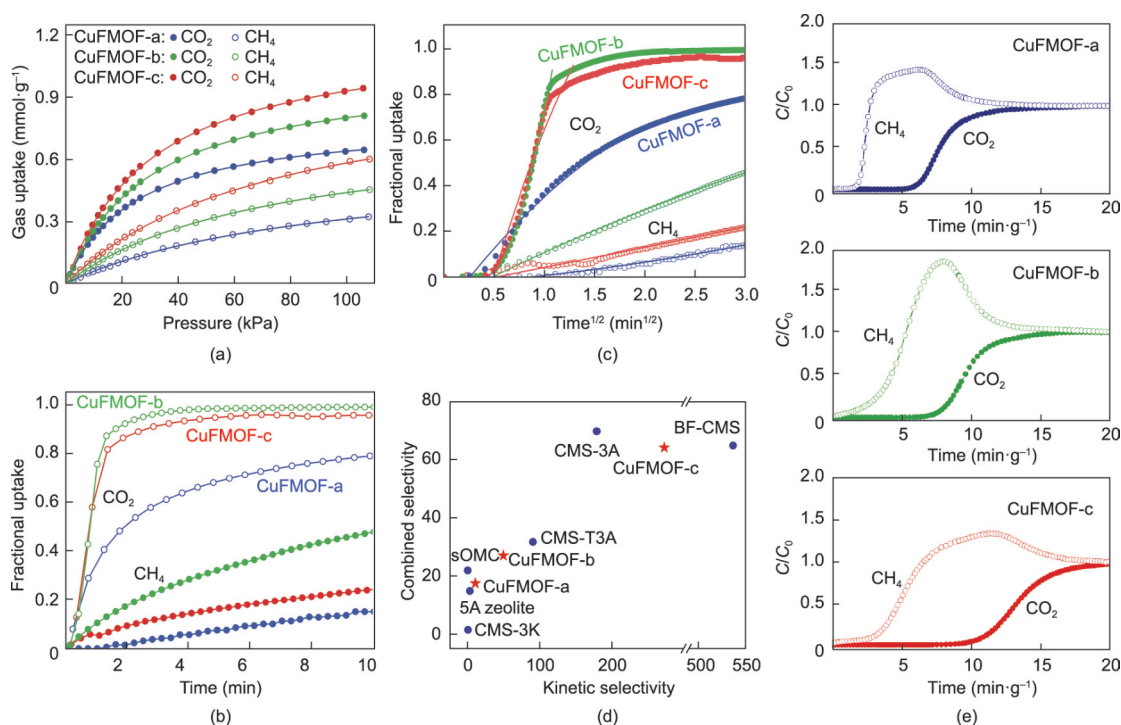 CuFMOF-a: CO₂ CH₄
CuFMOF-b: CO₂ CH₄
CuFMOF-c: CO₂ CH₄
1.2
0.9
0.6
0.3
0
20 40 60 80 100
Gas uptake (mmol·g⁻¹)
Pressure (kPa)
(a)
CuFMOF-b
CuFMOF-c
CO₂
CuFMOF-a
CH₄
1.0
0.8
0.6
0.4
0.2
0
0.5 1.0 1.5 2.0 2.5 3.0
Fractional uptake
Time¹ᐟ² (min¹ᐟ²)
(c)
CuFMOF-b
CuFMOF-c
CuFMOF-a
CO₂
CH₄
1.0
0.8
0.6
0.4
0.2
0
2 4 6 8 10
Fractional uptake
Time (min)
(b)
80
60
40
20
0
BF-CMS
CMS-3A
CuFMOF-c
CMS-T3A
sOMC
CuFMOF-b
CuFMOF-a
5A zeolite
CMS-3K
0 100 200 500 550
Combined selectivity
Kinetic selectivity
(d)
CuFMOF-a
2.0
1.5
1.0
0.5
0
CH₄
CO₂
5 10 15 20
C/C₀
Time (min·g⁻¹)
CuFMOF-b
2.0
1.5
1.0
0.5
0
CH₄
CO₂
5 10 15 20
C/C₀
Time (min·g⁻¹)
CuFMOF-c
2.0
1.5
1.0
0.5
0
CH₄
CO₂
5 10 15 20
C/C₀
Time (min·g⁻¹)
(e)